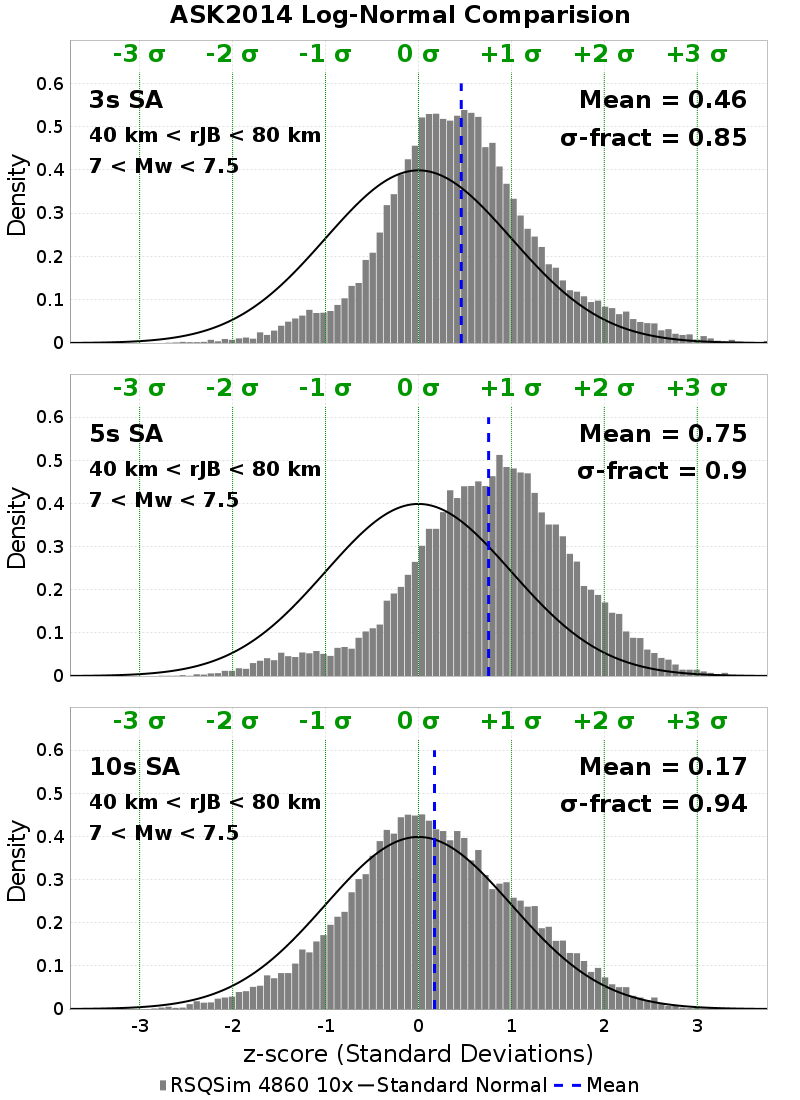 ASK2014 Log-Normal Comparision
-3 σ -2 σ -1 σ 0 σ +1 σ +2 σ +3 σ
0.6
3s SA Mean = 0.46
0.5
40 km < rJB < 80 km σ-fract = 0.85
7 < Mw < 7.5
0.4
Density
0.3
0.2
0.1
0
-3 σ -2 σ -1 σ 0 σ +1 σ +2 σ +3 σ
0.6
5s SA Mean = 0.75
0.5
40 km < rJB < 80 km σ-fract = 0.9
7 < Mw < 7.5
0.4
Density
0.3
0.2
0.1
0
-3 σ -2 σ -1 σ 0 σ +1 σ +2 σ +3 σ
0.6
10s SA Mean = 0.17
0.5
40 km < rJB < 80 km σ-fract = 0.94
7 < Mw < 7.5
0.4
Density
0.3
0.2
0.1
0
-3 -2 -1 0 1 2 3
z-score (Standard Deviations)
RSQSim 4860 10x Standard Normal Mean